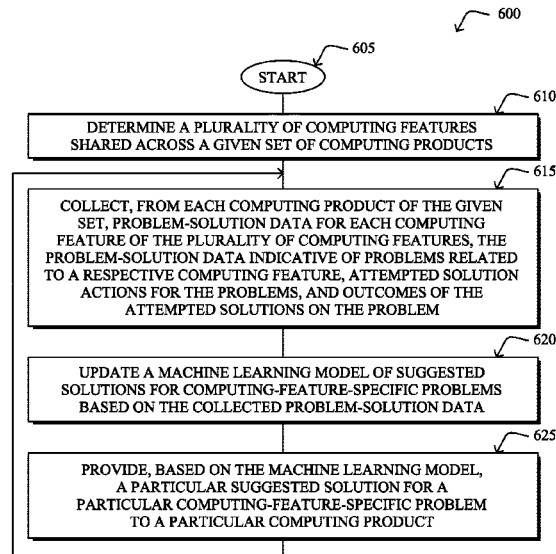 600
605
START
610
DETERMINE A PLURALITY OF COMPUTING FEATURES
SHARED ACROSS A GIVEN SET OF COMPUTING PRODUCTS
615
COLLECT, FROM EACH COMPUTING PRODUCT OF THE GIVEN
SET, PROBLEM-SOLUTION DATA FOR EACH COMPUTING
FEATURE OF THE PLURALITY OF COMPUTING FEATURES, THE
PROBLEM-SOLUTION DATA INDICATIVE OF PROBLEMS RELATED
TO A RESPECTIVE COMPUTING FEATURE, ATTEMPTED SOLUTION
ACTIONS FOR THE PROBLEMS, AND OUTCOMES OF THE
ATTEMPTED SOLUTIONS ON THE PROBLEM
620
UPDATE A MACHINE LEARNING MODEL OF SUGGESTED
SOLUTIONS FOR COMPUTING-FEATURE-SPECIFIC PROBLEMS
BASED ON THE COLLECTED PROBLEM-SOLUTION DATA
625
PROVIDE, BASED ON THE MACHINE LEARNING MODEL,
A PARTICULAR SUGGESTED SOLUTION FOR A
PARTICULAR COMPUTING-FEATURE-SPECIFIC PROBLEM
TO A PARTICULAR COMPUTING PRODUCT